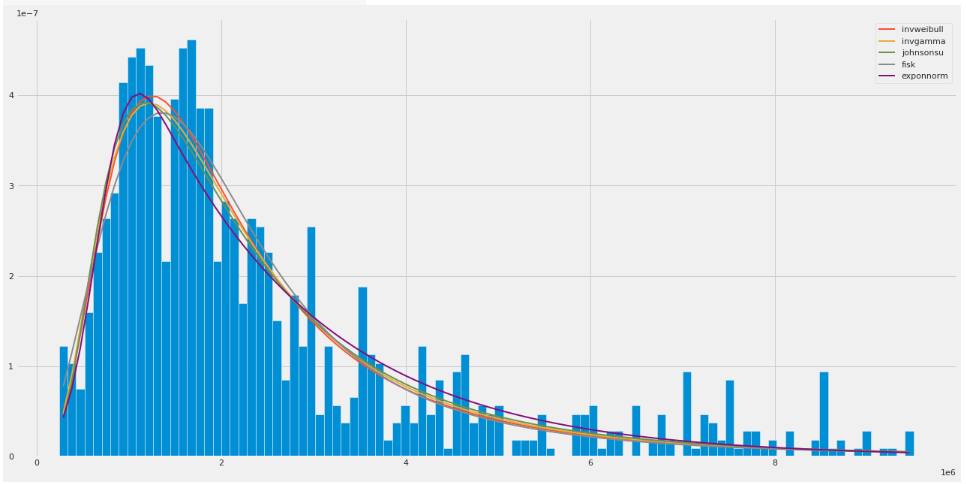 1e−7
invweibull
invgamma
johnsonsu
fisk
exponnorm
4
3
2
1
0
0 2 4 6 8
1e6